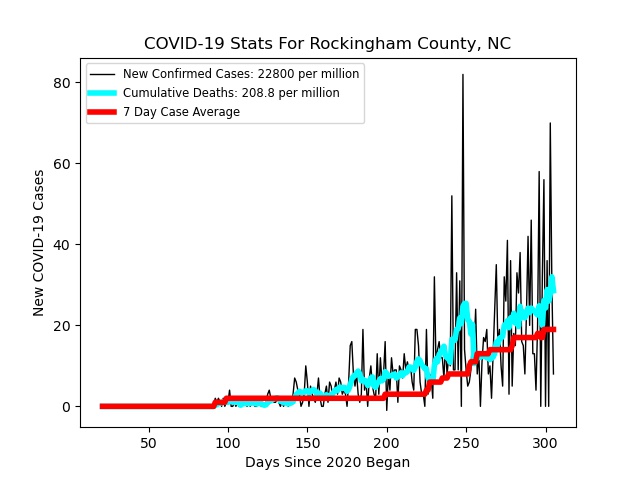 COVID-19 Stats For Rockingham County, NC
New Confirmed Cases: 22800 per million
Cumulative Deaths: 208.8 per million
7 Day Case Average
New COVID-19 Cases
80
60
40
20
0
50 100 150 200 250 300
Days Since 2020 Began